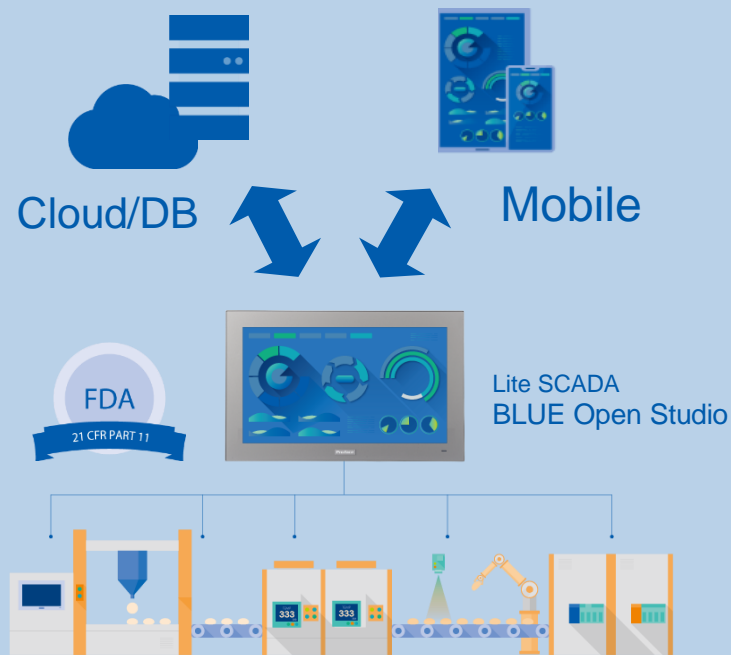 Cloud/DB
Mobile
FDA
21 CFR PART 11
Lite SCADA
BLUE Open Studio
333
333